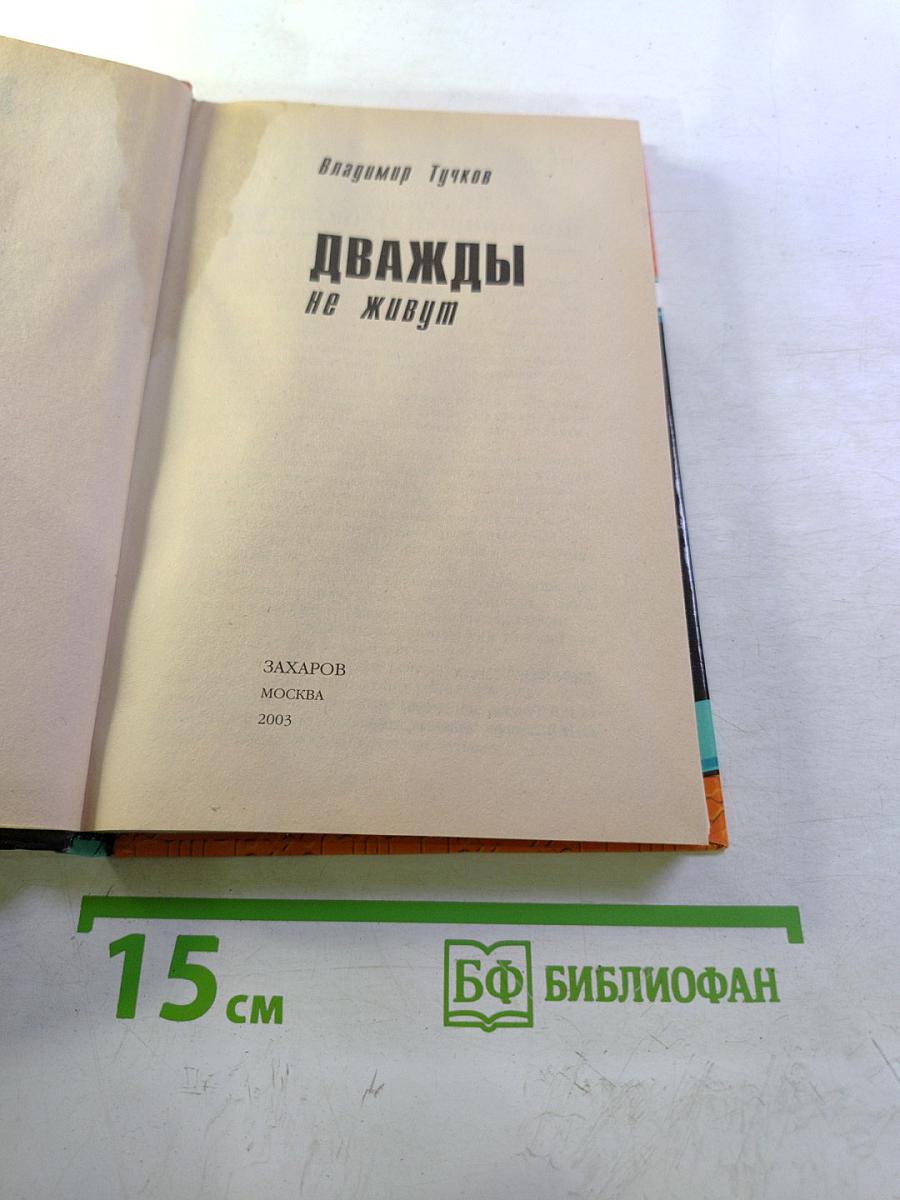 Владимир Тучков
ДВАЖДЫ
не живут
ЗАХАРОВ
МОСКВА
2003
15 см
БФ БИБЛИОФАН